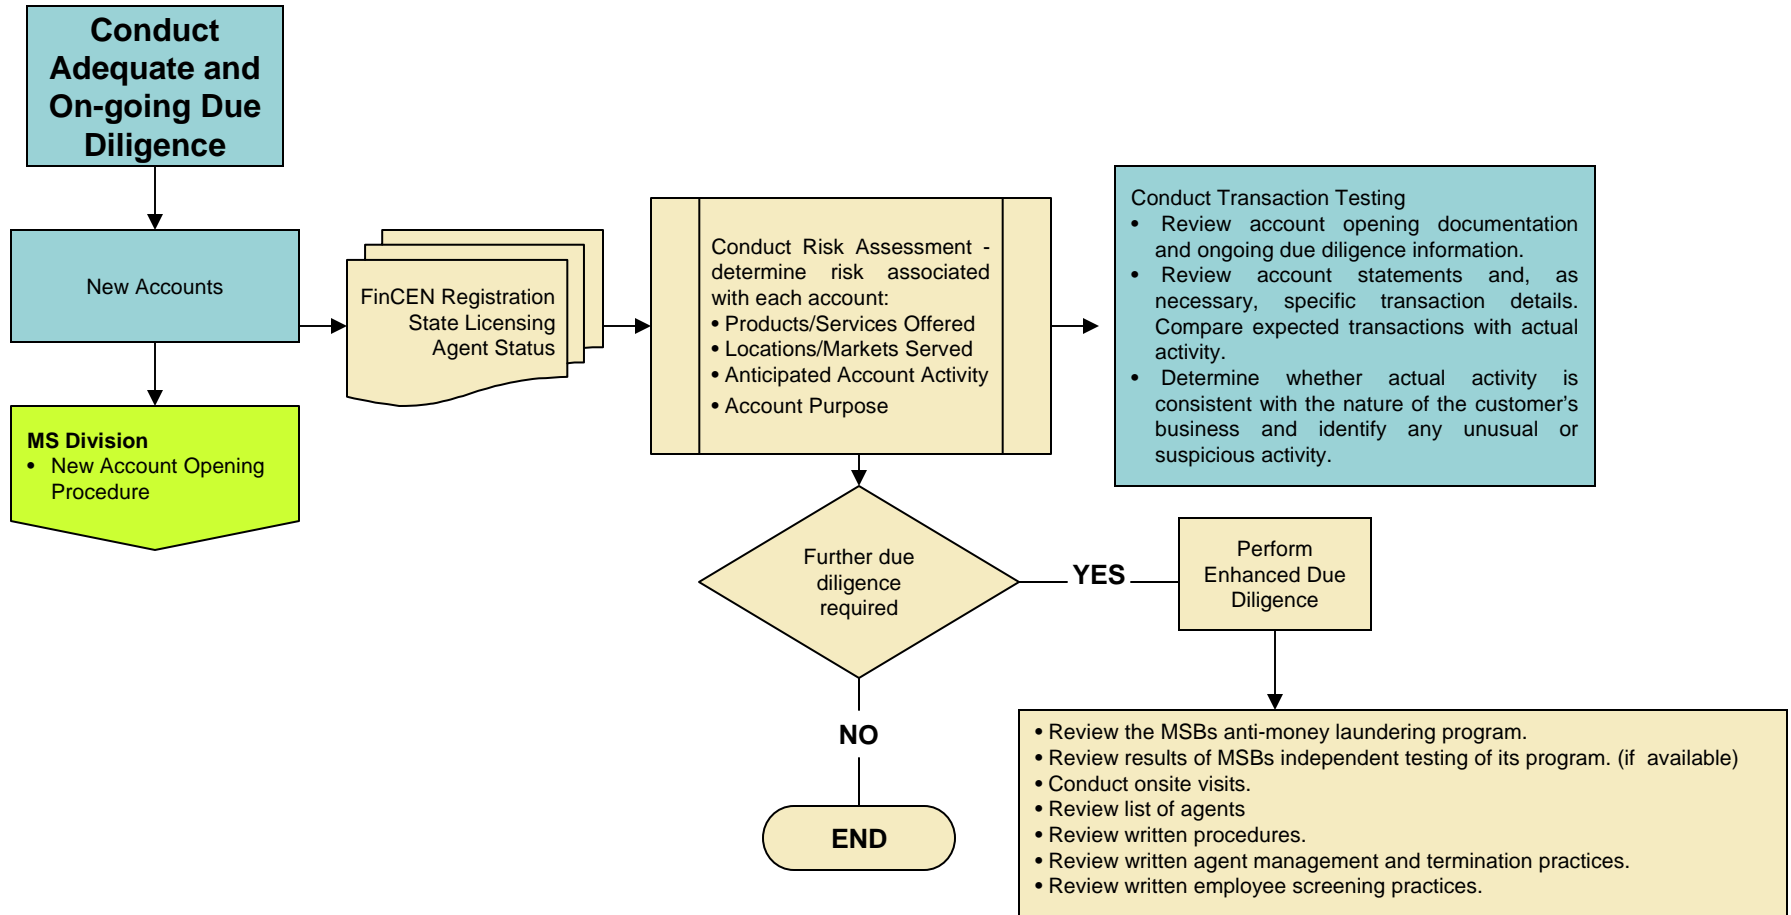 Conduct
Adequate and
On-going Due
Diligence
New Accounts
MS Division
• New Account Opening
Procedure
FinCEN Registration
State Licensing
Agent Status
Conduct Risk Assessment -
determine risk associated
with each account:
• Products/Services Offered
• Locations/Markets Served
• Anticipated Account Activity
• Account Purpose
Conduct Transaction Testing
• Review account opening documentation
and ongoing due diligence information.
• Review account statements and, as
necessary, specific transaction details.
Compare expected transactions with actual
activity.
• Determine whether actual activity is
consistent with the nature of the customer's
business and identify any unusual or
suspicious activity.
Further due
diligence
required
YES
Perform
Enhanced Due
Diligence
NO
END
• Review the MSBs anti-money laundering program.
• Review results of MSBs independent testing of its program. (if available)
• Conduct onsite visits.
• Review list of agents
• Review written procedures.
• Review written agent management and termination practices.
• Review written employee screening practices.